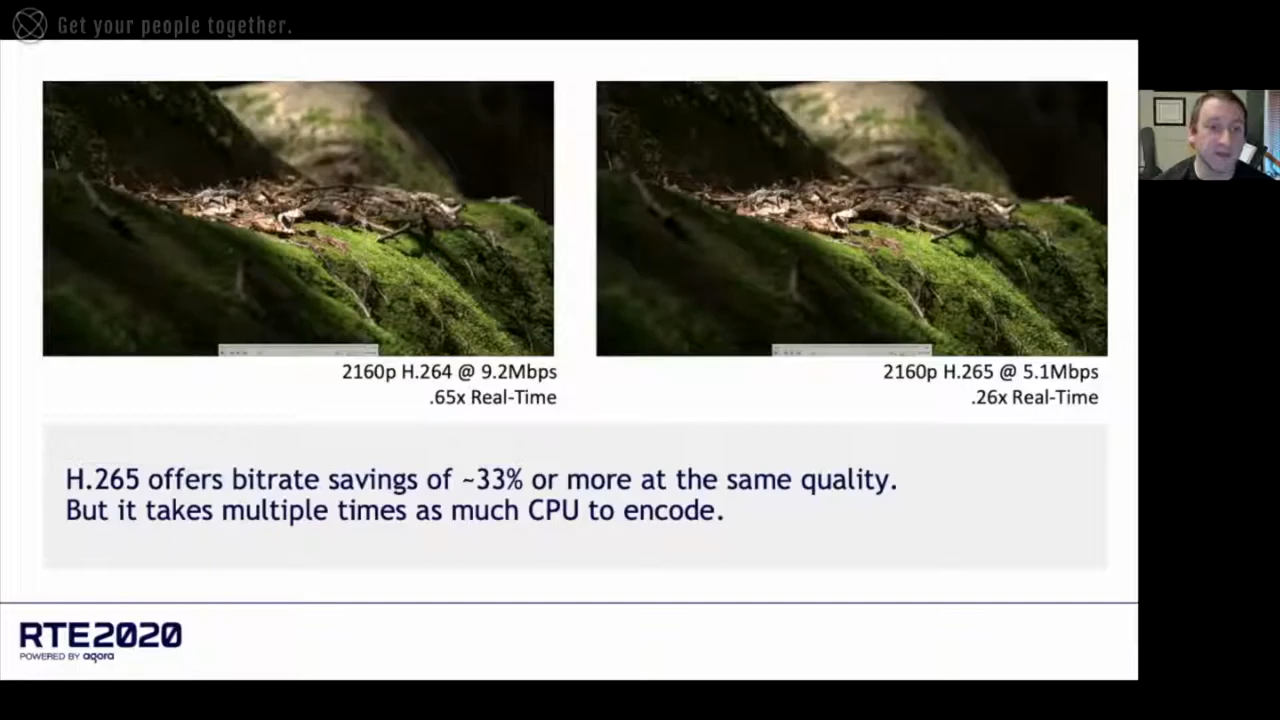 Get your people together.
2160p H.264 @ 9.2Mbps
.65x Real-Time
2160p H.265 @ 5.1Mbps
.26x Real-Time
H.265 offers bitrate savings of ~33% or more at the same quality.
But it takes multiple times as much CPU to encode.
RTE2020
POWERED BY agora